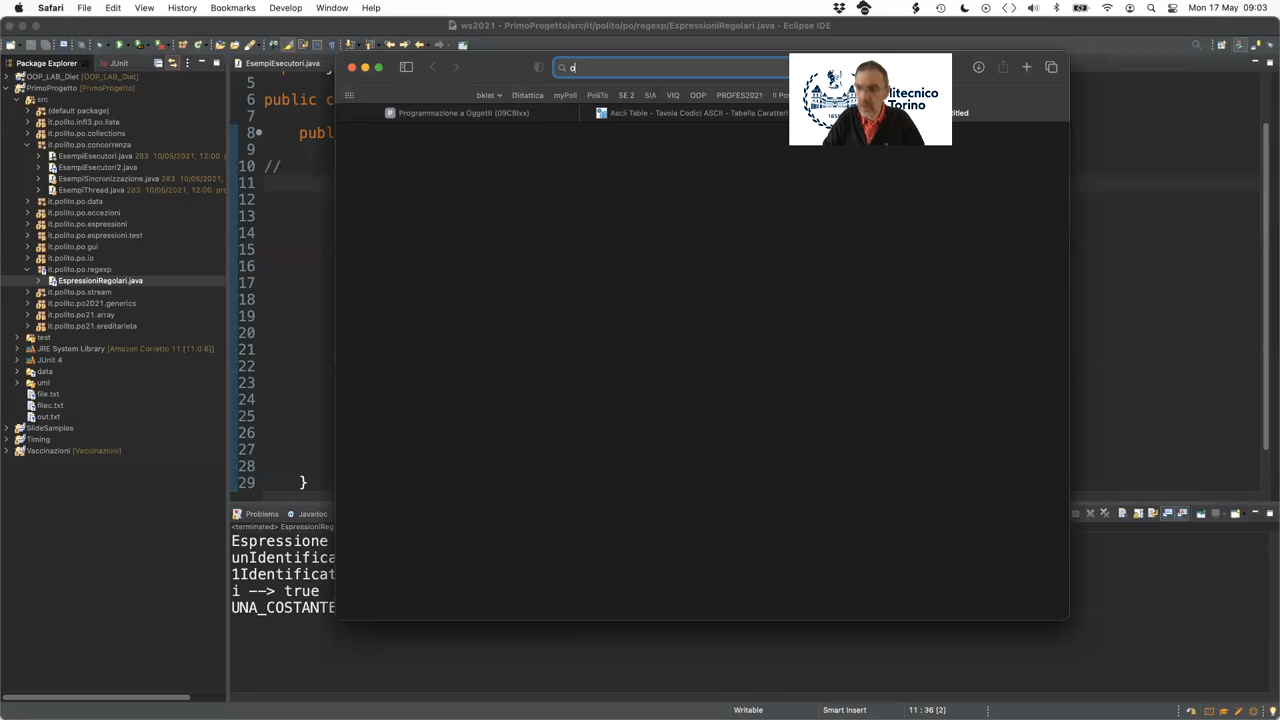 Safari File Edit View History Bookmarks Develop Window Help Mon 17 May 09:03
ws2021 - PrimoProgetto/src/it/polito/po/regexp/EspressioniRegolari.java - Eclipse IDE
Package Explorer
JUnit
EsempiEsecutori.java
OOP_LAB_Diet [OOP_LAB_Diet]
PrimoProgetto [PrimoProgetto]
src
(default package)
it.polito.infl3.po.liste
it.polito.po.collections
it.polito.po.concorrenza
EsempiEsecutori.java 283 10/05/2021, 12:00
EsempiEsecutori2.java
EsempiSincronizzazione.java 283 10/05/2021,
EsempiThread.java 283 10/05/2021, 12:00 pr
it.polito.po.data
it.polito.po.eccezioni
it.polito.po.espressioni
it.polito.po.espressioni.test
it.polito.po.gui
it.polito.po.io
it.polito.po.regexp
EspressioniRegolari.java
it.polito.po.stream
it.polito.po2021.generics
it.polito.po21.array
it.polito.po21.ereditarieta
test
JRE System Library [Amazon Corretto 11 [11.0.6]]
JUnit 4
data
uml
file.txt
filec.txt
out.txt
SlideSamples
Timing
Vaccinazioni [Vaccinazioni]
5
6 public c
7
8 publ
9
10 //
11
12
13
14
15
16
17
18
19
20
21
22
23
24
25
26
27
28
29 }
o
bklet Didattica myPoli PoliTo SE 2 SIA VIQ OOP PROFES2021 Il Po
Programmazione a Oggetti (09CBIxx)
Ascii Table - Tavola Codici ASCII - Tabella Caratteri
itled
olitecnico
Torino
Problems Javadoc
<terminated> EspressioniReg
Espressione
unIdentifica
1Identificat
i --> true
UNA_COSTANTE
Writable Smart Insert 11 : 36 [2]